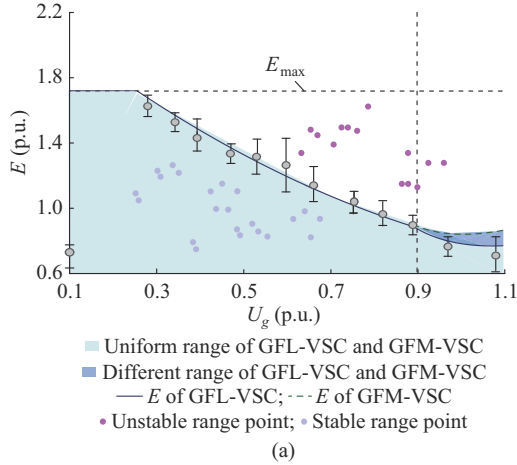 2.2
1.8
1.4
1.0
0.6
E (p.u.)
E_max
0.1 0.3 0.5 0.7 0.9 1.1
U_g (p.u.)
Uniform range of GFL-VSC and GFM-VSC
Different range of GFL-VSC and GFM-VSC
E of GFL-VSC; E of GFM-VSC
Unstable range point; Stable range point
(a)